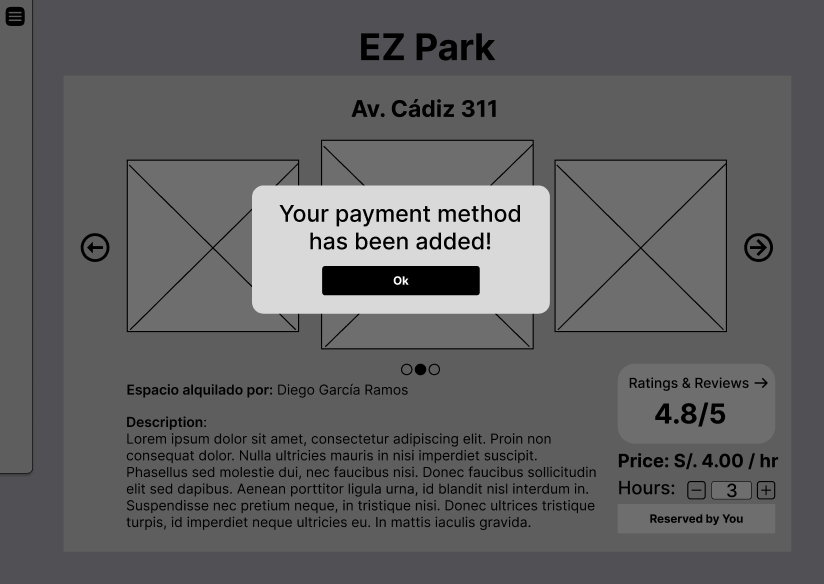 EZ Park
Av. Cádiz 311
Your payment method
has been added!
Ok
Espacio alquilado por: Diego García Ramos
Description:
Lorem ipsum dolor sit amet, consectetur adipiscing elit. Proin non
consequat dolor. Nulla ultricies mauris in nisi imperdiet suscipit.
Phasellus sed molestie dui, nec faucibus nisi. Donec faucibus sollicitudin
elit sed dapibus. Aenean porttitor ligula urna, id blandit nisl interdum in.
Suspendisse nec pretium neque, in tristique nisi. Donec ultrices tristique
turpis, id imperdiet neque ultricies eu. In mattis iaculis gravida.
Ratings & Reviews →
4.8/5
Price: S/. 4.00 / hr
Hours: − 3 +
Reserved by You